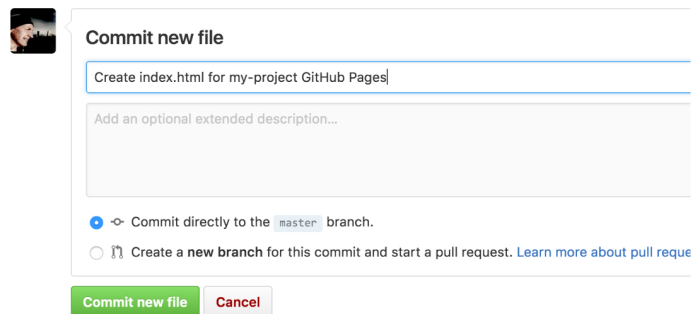 Commit new file
Create index.html for my-project GitHub Pages
Add an optional extended description...
Commit directly to the master branch.
Create a new branch for this commit and start a pull request. Learn more about pull reque
Commit new file
Cancel